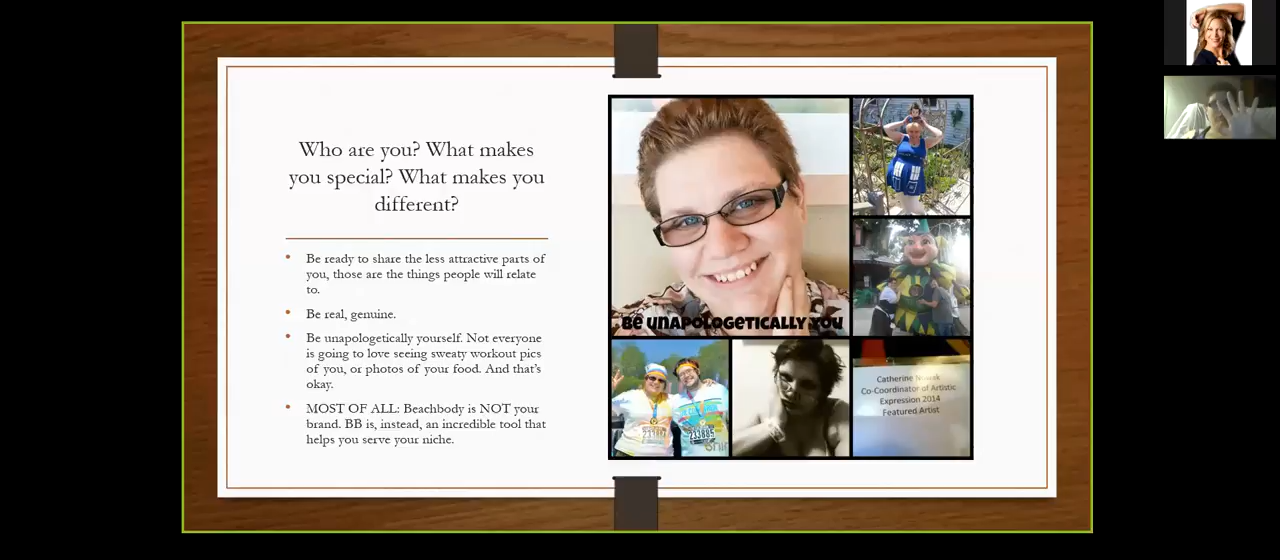 Who are you? What makes
you special? What makes you
different?
• Be ready to share the less attractive parts of
you, those are the things people will relate
to.
• Be real, genuine.
• Be unapologetically yourself. Not everyone
is going to love seeing sweaty workout pics
of you, or photos of your food. And that's
okay.
• MOST OF ALL: Beachbody is NOT your
brand. BB is, instead, an incredible tool that
helps you serve your niche.
Be unapologetically you
233885
Catherine
Co-Coordinator of Artistic
Expression 2014
Featured Artist